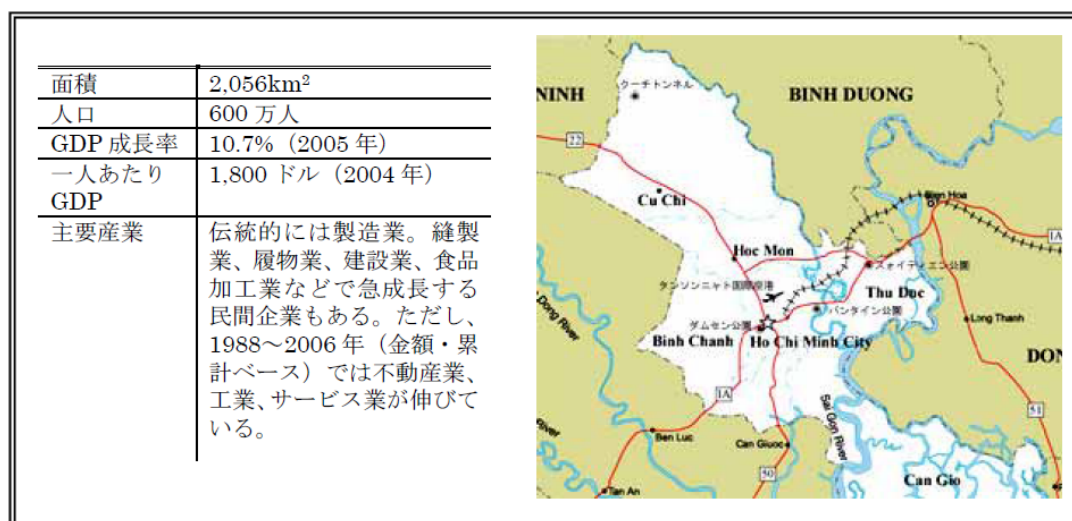 面積 2,056km²
人口 600 万人
GDP 成長率 10.7%（2005 年）
一人あたり 1,800 ドル（2004 年）
GDP
主要産業 伝統的には製造業。縫製
業、履物業、建設業、食品
加工業などで急成長する
民間企業もある。ただし、
1988～2006 年（金額・累
計ベース）では不動産業、
工業、サービス業が伸びて
いる。
クーチトンネル
NINH
BINH DUONG
22
Cu Chi
Bien Hoa
1A
Hoc Mon
スォイティエン公園
タンソンニャト国際空港
Thu Duc
バンタイン公園
Long Thanh
ダムセン公園
Binh Chanh
Ho Chi Minh City
DON
Dong River
1A
51
Sai Gon River
Ben Luc
Can Giuoc
River
50
Can Gio
Tan An